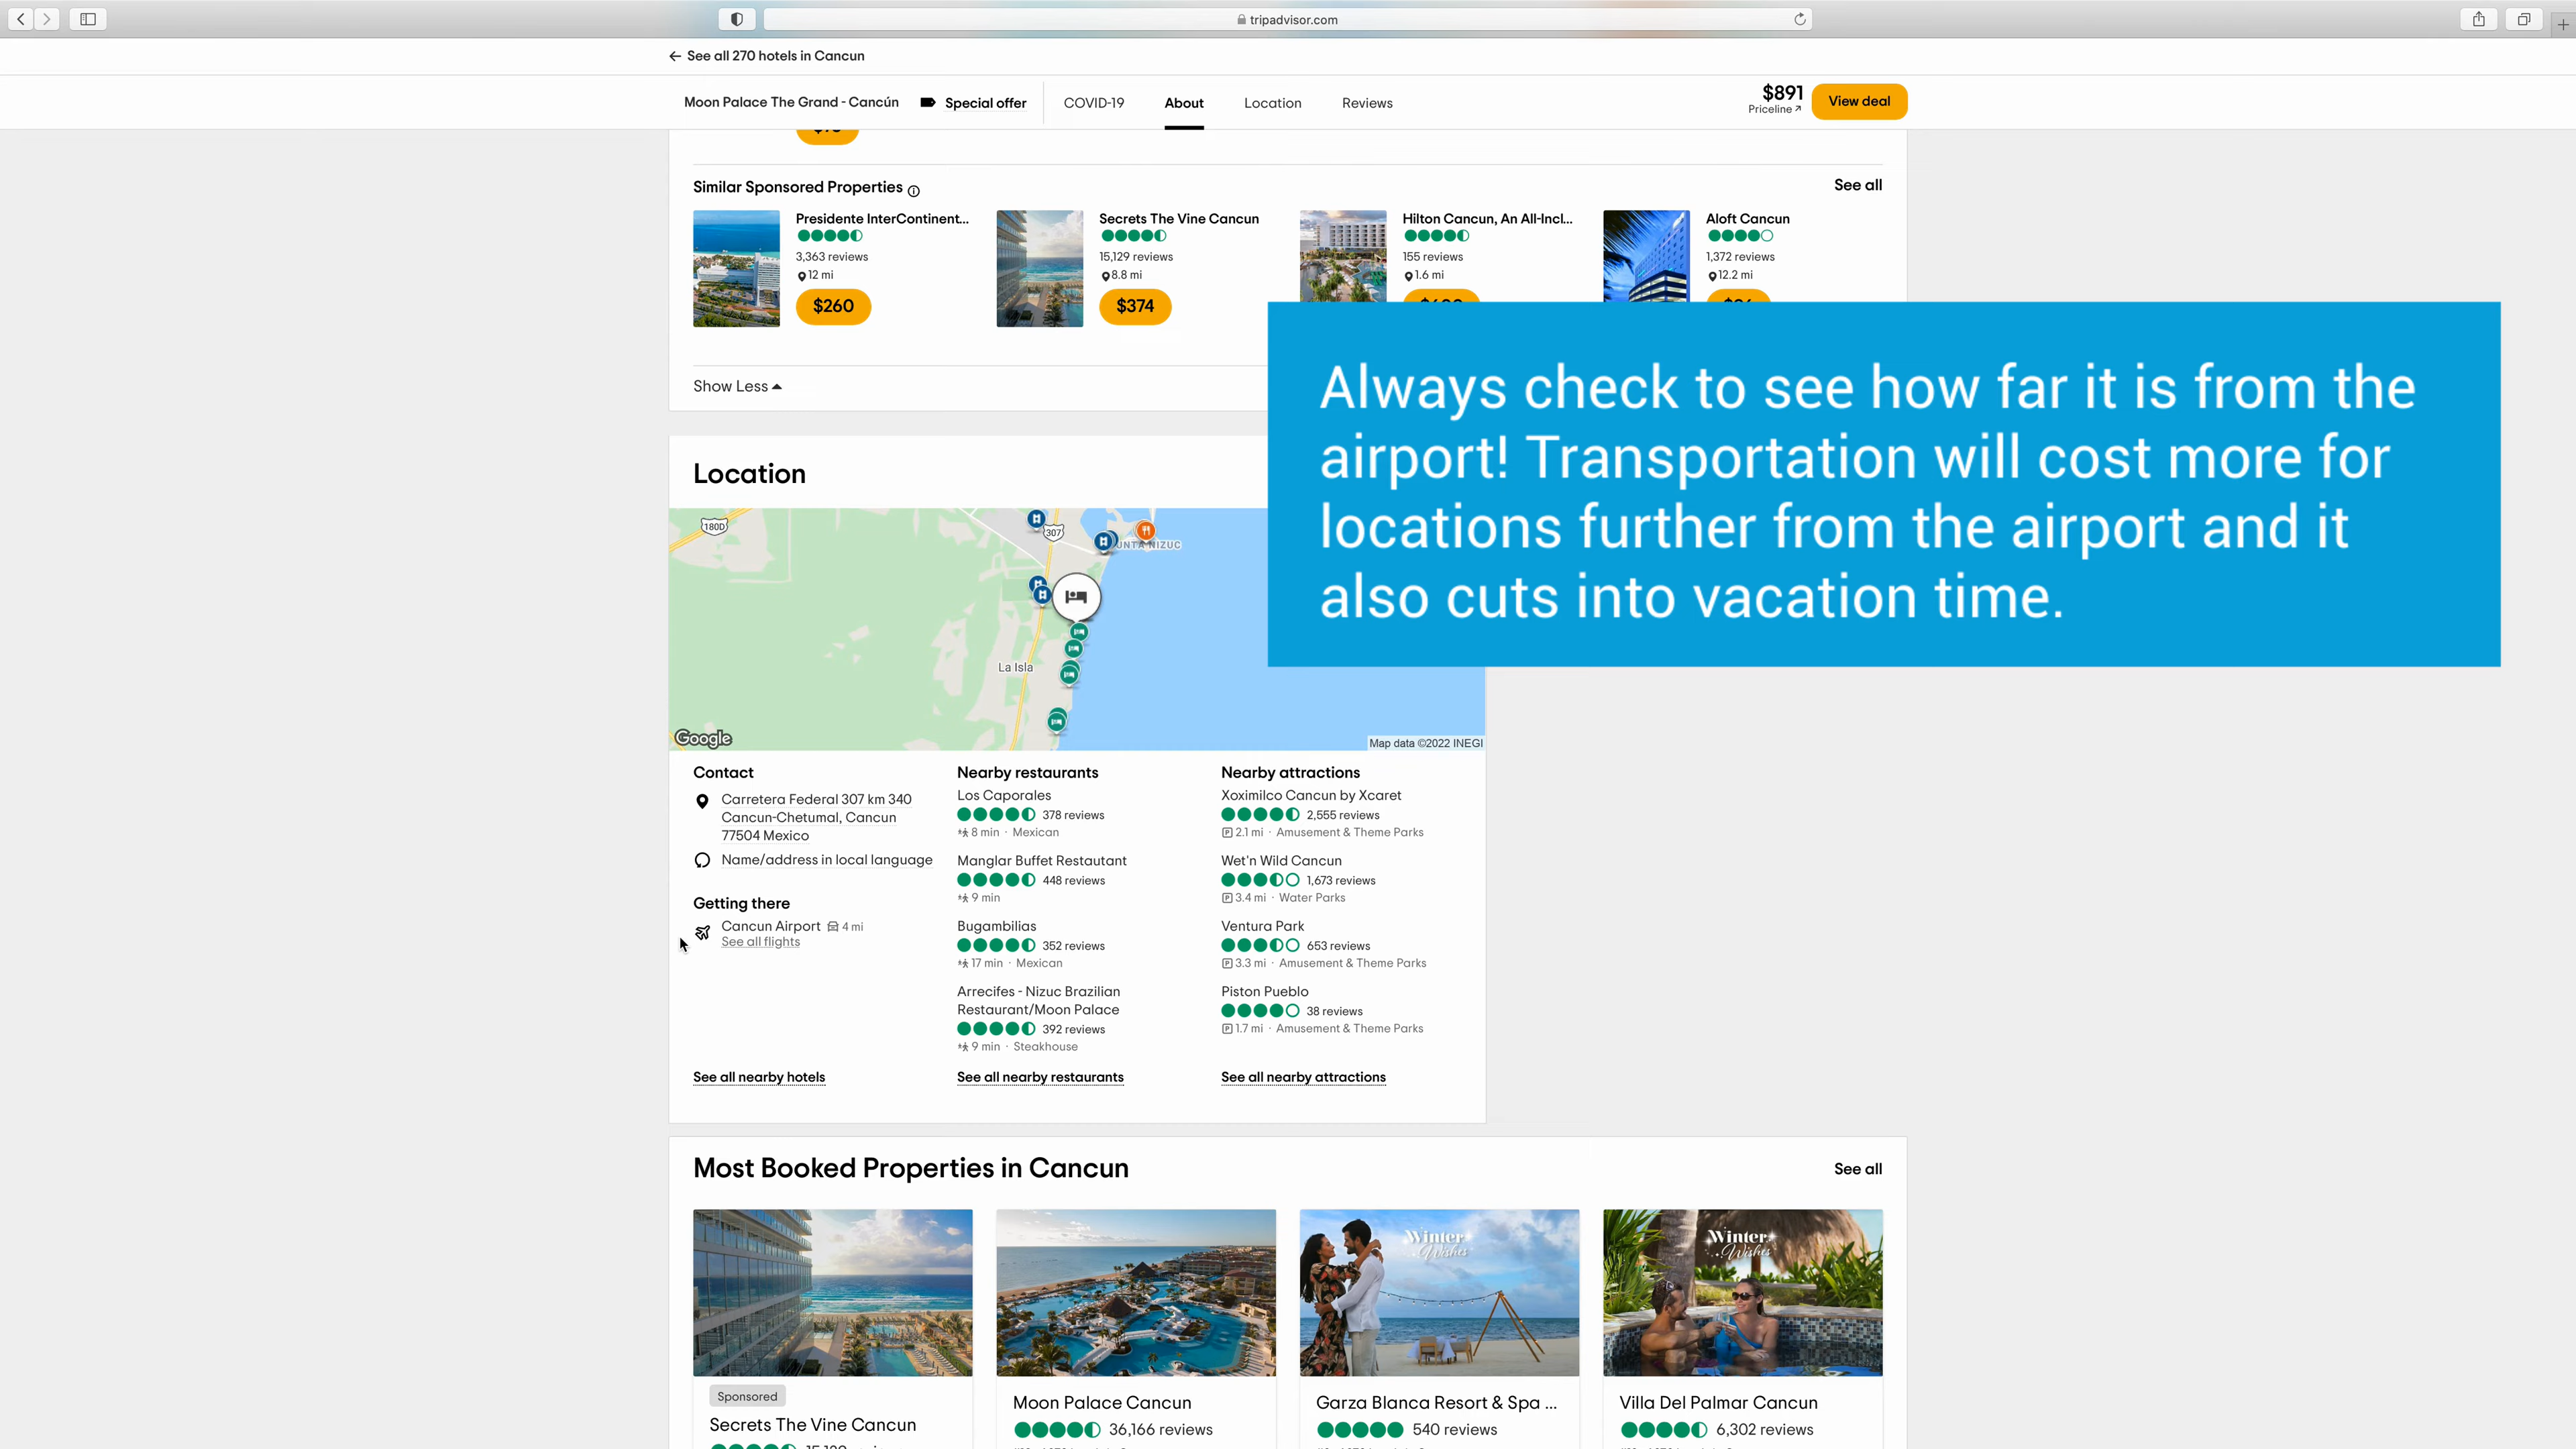 tripadvisor.com
See all 270 hotels in Cancun
Moon Palace The Grand - Cancún
Special offer
COVID-19
About
Location
Reviews
$891
Priceline
View deal
Similar Sponsored Properties
See all
Presidente InterContinent...
3,363 reviews
12 mi
$260
Secrets The Vine Cancun
15,129 reviews
8.8 mi
$374
Hilton Cancun, An All-Incl...
155 reviews
1.6 mi
Aloft Cancun
1,372 reviews
12.2 mi
Show Less
Always check to see how far it is from the
airport! Transportation will cost more for
locations further from the airport and it
also cuts into vacation time.
Location
180D
307
UNTA NIZUC
La Isla
Google
Map data ©2022 INEGI
Contact
Carretera Federal 307 km 340
Cancun-Chetumal, Cancun
77504 Mexico
Name/address in local language
Getting there
Cancun Airport 4 mi
See all flights
See all nearby hotels
Nearby restaurants
Los Caporales
378 reviews
8 min · Mexican
Manglar Buffet Restautant
448 reviews
9 min
Bugambilias
352 reviews
17 min · Mexican
Arrecifes - Nizuc Brazilian
Restaurant/Moon Palace
392 reviews
9 min · Steakhouse
See all nearby restaurants
Nearby attractions
Xoximilco Cancun by Xcaret
2,555 reviews
2.1 mi · Amusement & Theme Parks
Wet'n Wild Cancun
1,673 reviews
3.4 mi · Water Parks
Ventura Park
653 reviews
3.3 mi · Amusement & Theme Parks
Piston Pueblo
38 reviews
1.7 mi · Amusement & Theme Parks
See all nearby attractions
Most Booked Properties in Cancun
See all
Sponsored
Secrets The Vine Cancun
Moon Palace Cancun
36,166 reviews
Winter
Wishes
Garza Blanca Resort & Spa ...
540 reviews
Winter
Wishes
Villa Del Palmar Cancun
6,302 reviews